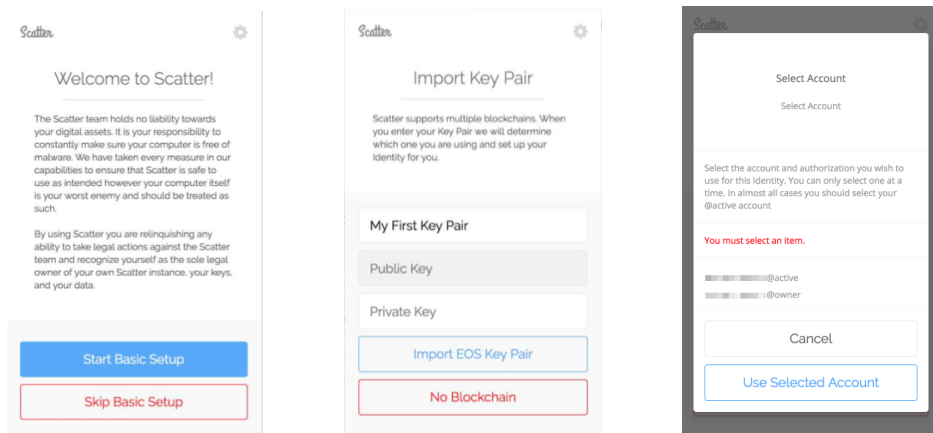 Scatter
Welcome to Scatter!
The Scatter team holds no liability towards
your digital assets. It is your responsibility to
constantly make sure your computer is free of
malware. We have taken every measure in our
capabilities to ensure that Scatter is safe to
use as intended however your computer itself
is your worst enemy and should be treated as
such.
By using Scatter you are relinquishing any
ability to take legal actions against the Scatter
team and recognize yourself as the sole legal
owner of your own Scatter instance, your keys,
and your data.
Start Basic Setup
Skip Basic Setup
Scatter
Import Key Pair
Scatter supports multiple blockchains. When
you enter your Key Pair we will determine
which one you are using and set up your
Identity for you.
My First Key Pair
Public Key
Private Key
Import EOS Key Pair
No Blockchain
Scatter
Select Account
Select Account
Select the account and authorization you wish to
use for this Identity. You can only select one at a
time. In almost all cases you should select your
@active account
You must select an item.
@active
@owner
Cancel
Use Selected Account